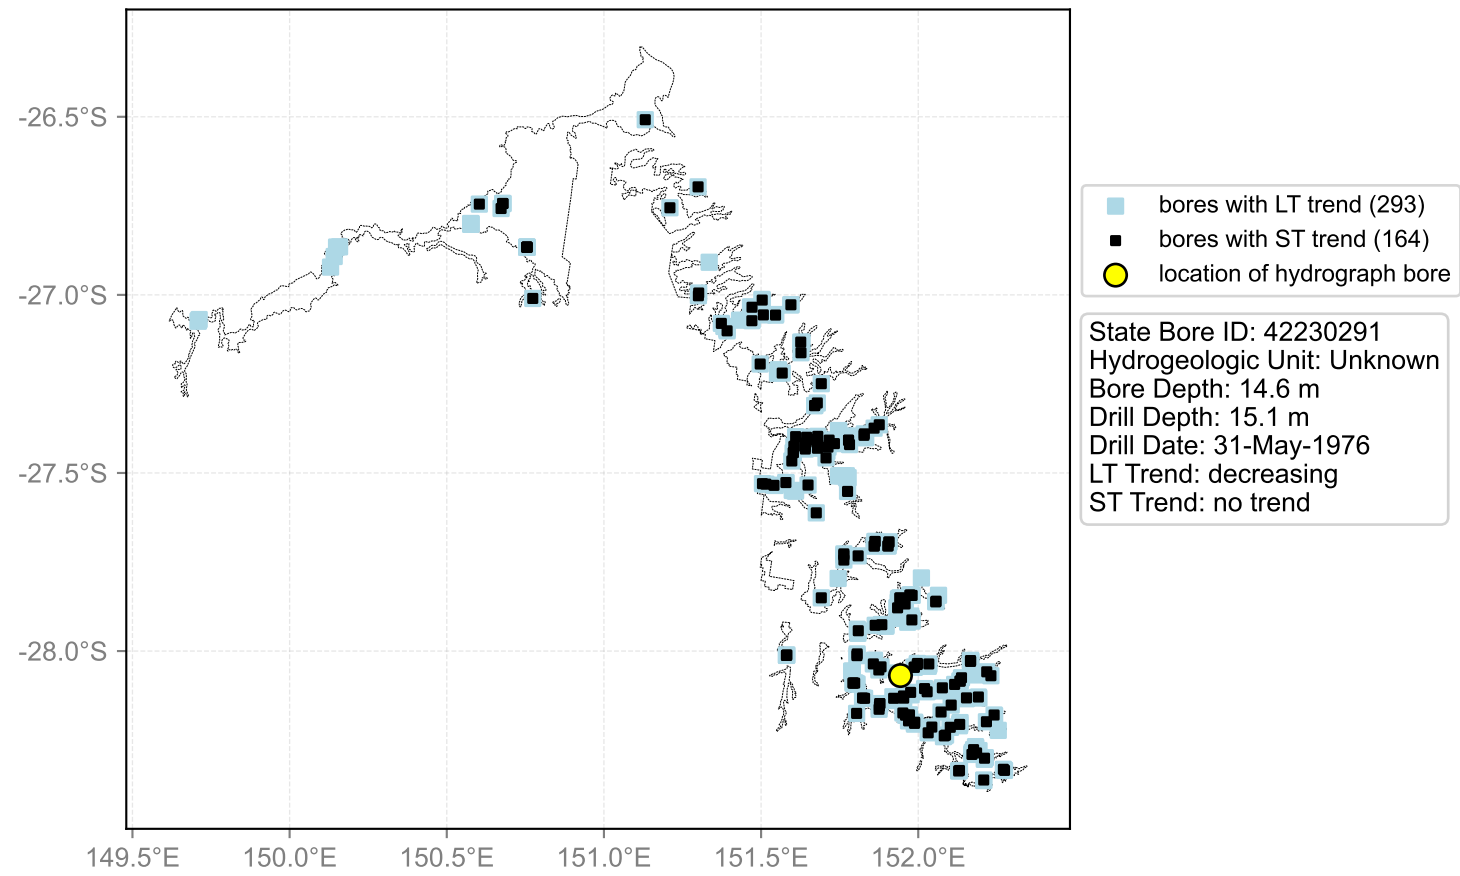 -26.5°S
-27.0°S
-27.5°S
-28.0°S
149.5°E
150.0°E
150.5°E
151.0°E
151.5°E
152.0°E
bores with LT trend (293)
bores with ST trend (164)
location of hydrograph bore
State Bore ID: 42230291
Hydrogeologic Unit: Unknown
Bore Depth: 14.6 m
Drill Depth: 15.1 m
Drill Date: 31-May-1976
LT Trend: decreasing
ST Trend: no trend